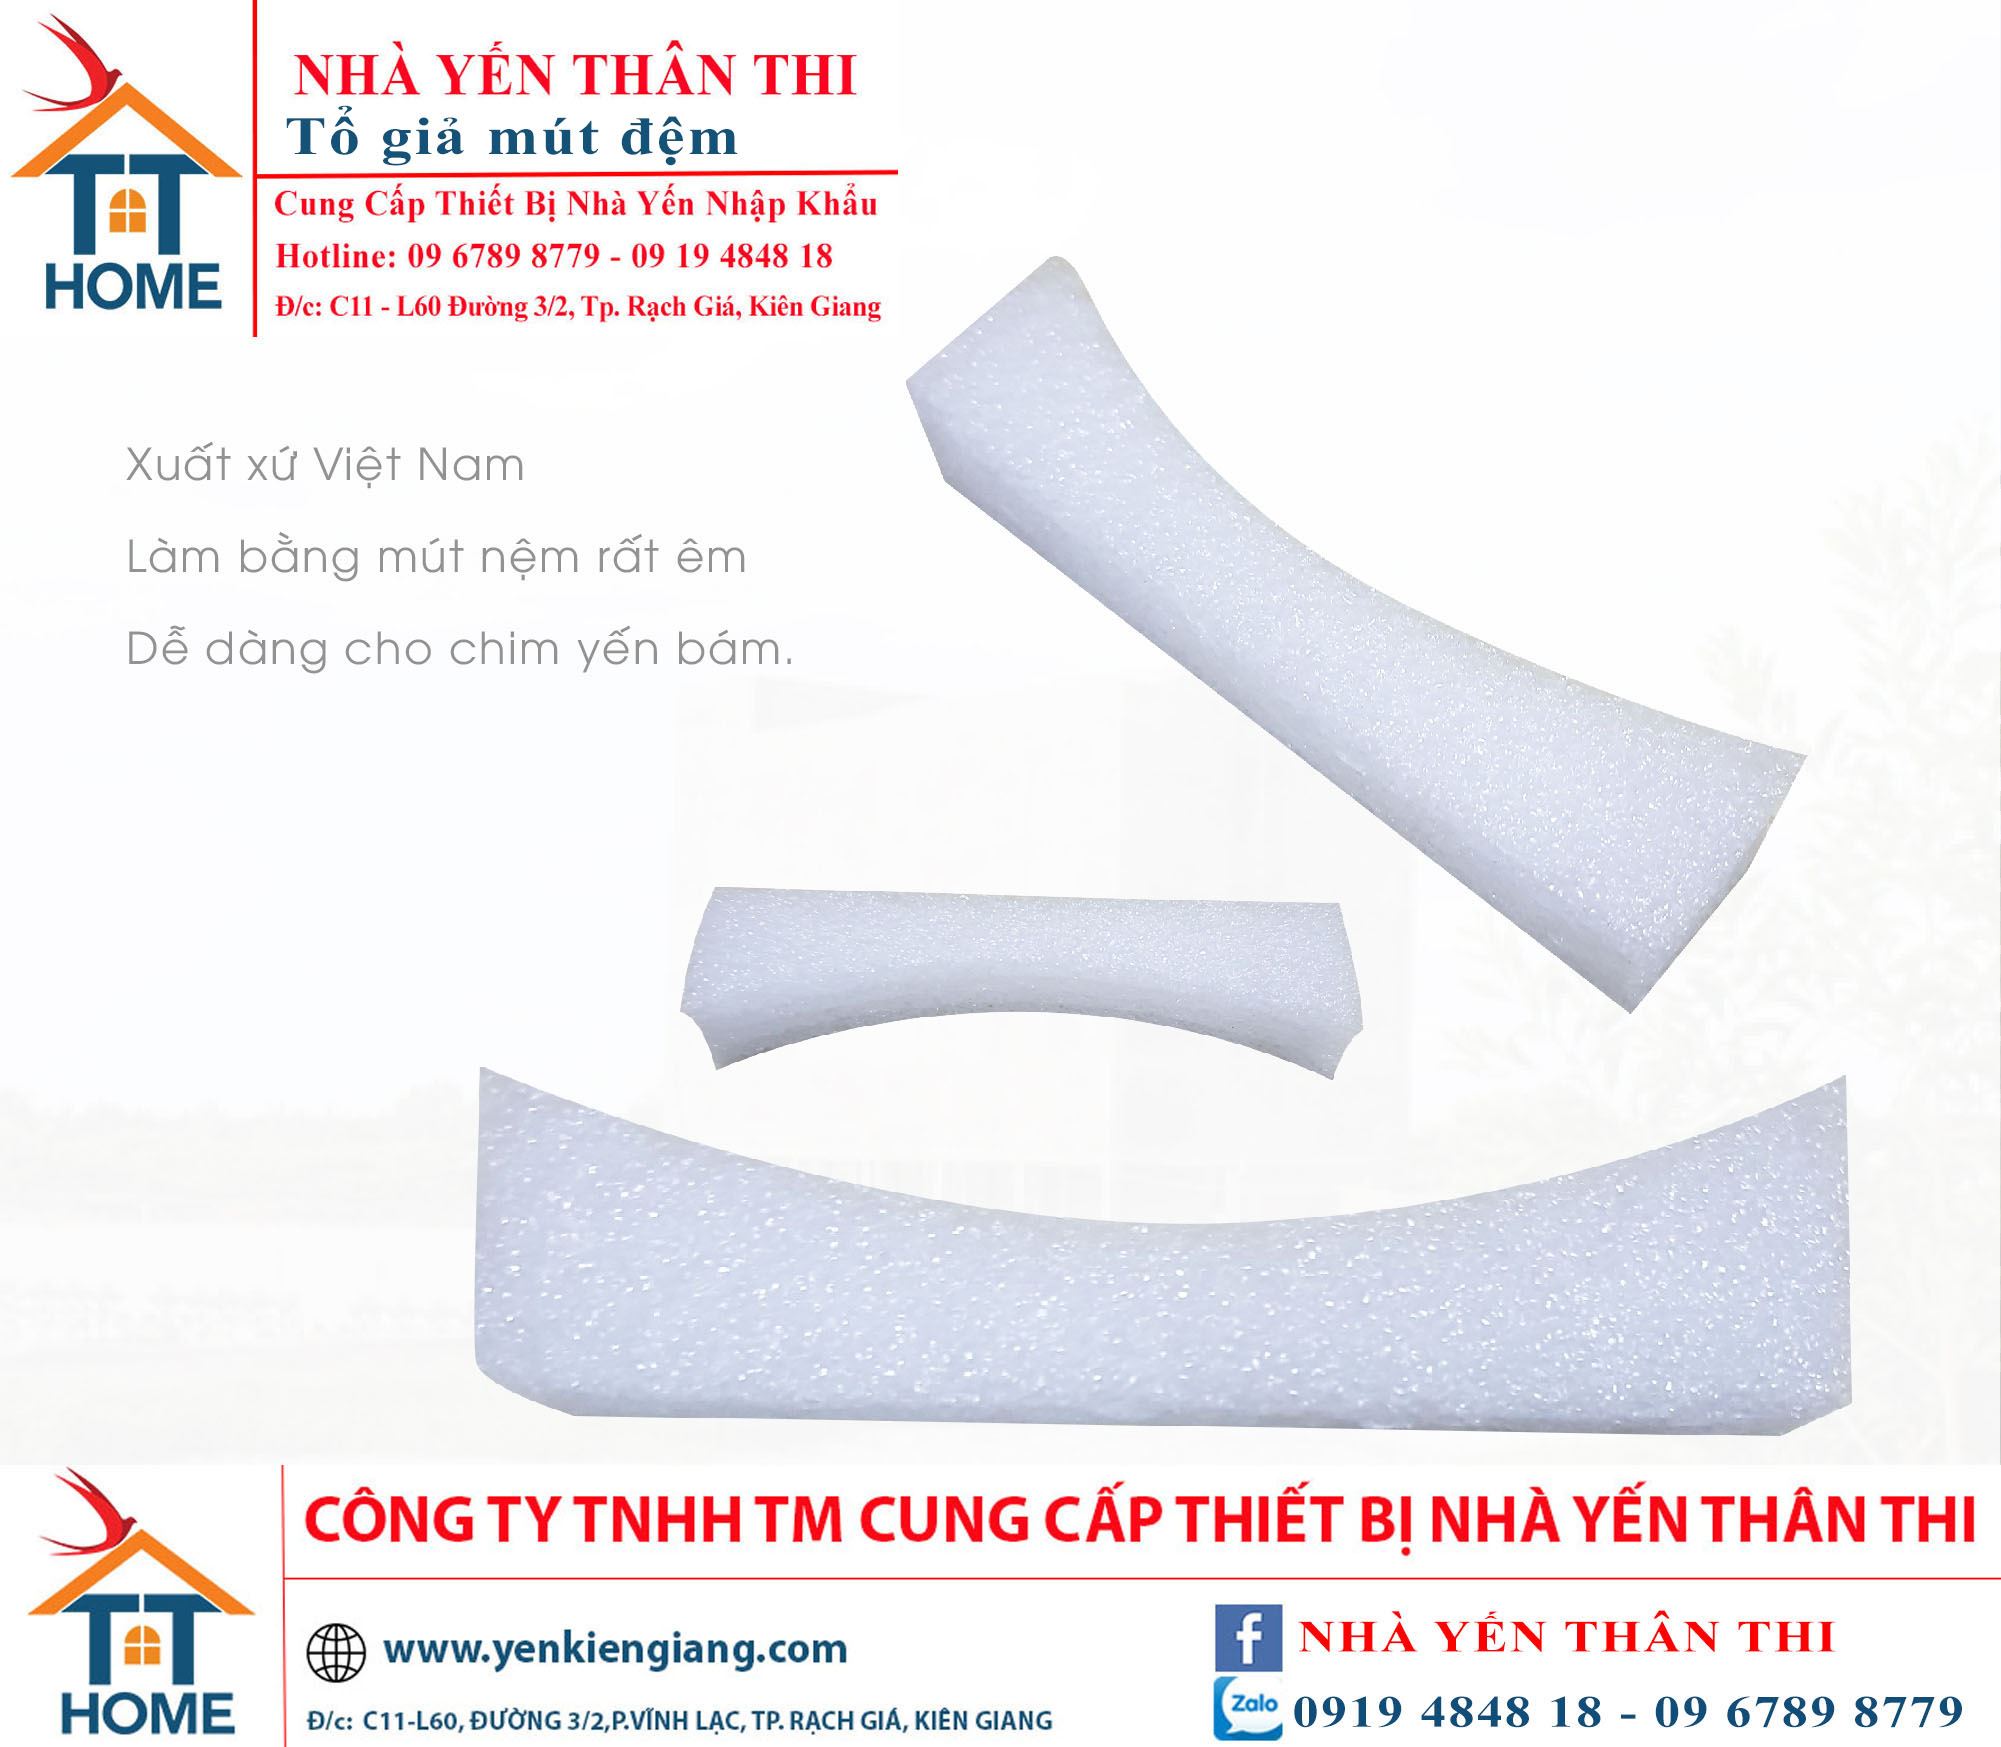 NHÀ YẾN THÂN THI
Tổ giả mút đệm
Cung Cấp Thiết Bị Nhà Yến Nhập Khẩu
Hotline: 09 6789 8779 - 09 19 4848 18
Đ/c: C11 - L60 Đường 3/2, Tp. Rạch Giá, Kiên Giang
TT
HOME
Xuất xứ Việt Nam
Làm bằng mút nệm rất êm
Dễ dàng cho chim yến bám.
TT
HOME
CÔNG TY TNHH TM CUNG CẤP THIẾT BỊ NHÀ YẾN THÂN THI
www.yenkiengiang.com
Đ/c: C11-L60, ĐƯỜNG 3/2,P.VĨNH LẠC, TP. RẠCH GIÁ, KIÊN GIANG
f NHÀ YẾN THÂN THI
Zalo 0919 4848 18 - 09 6789 8779